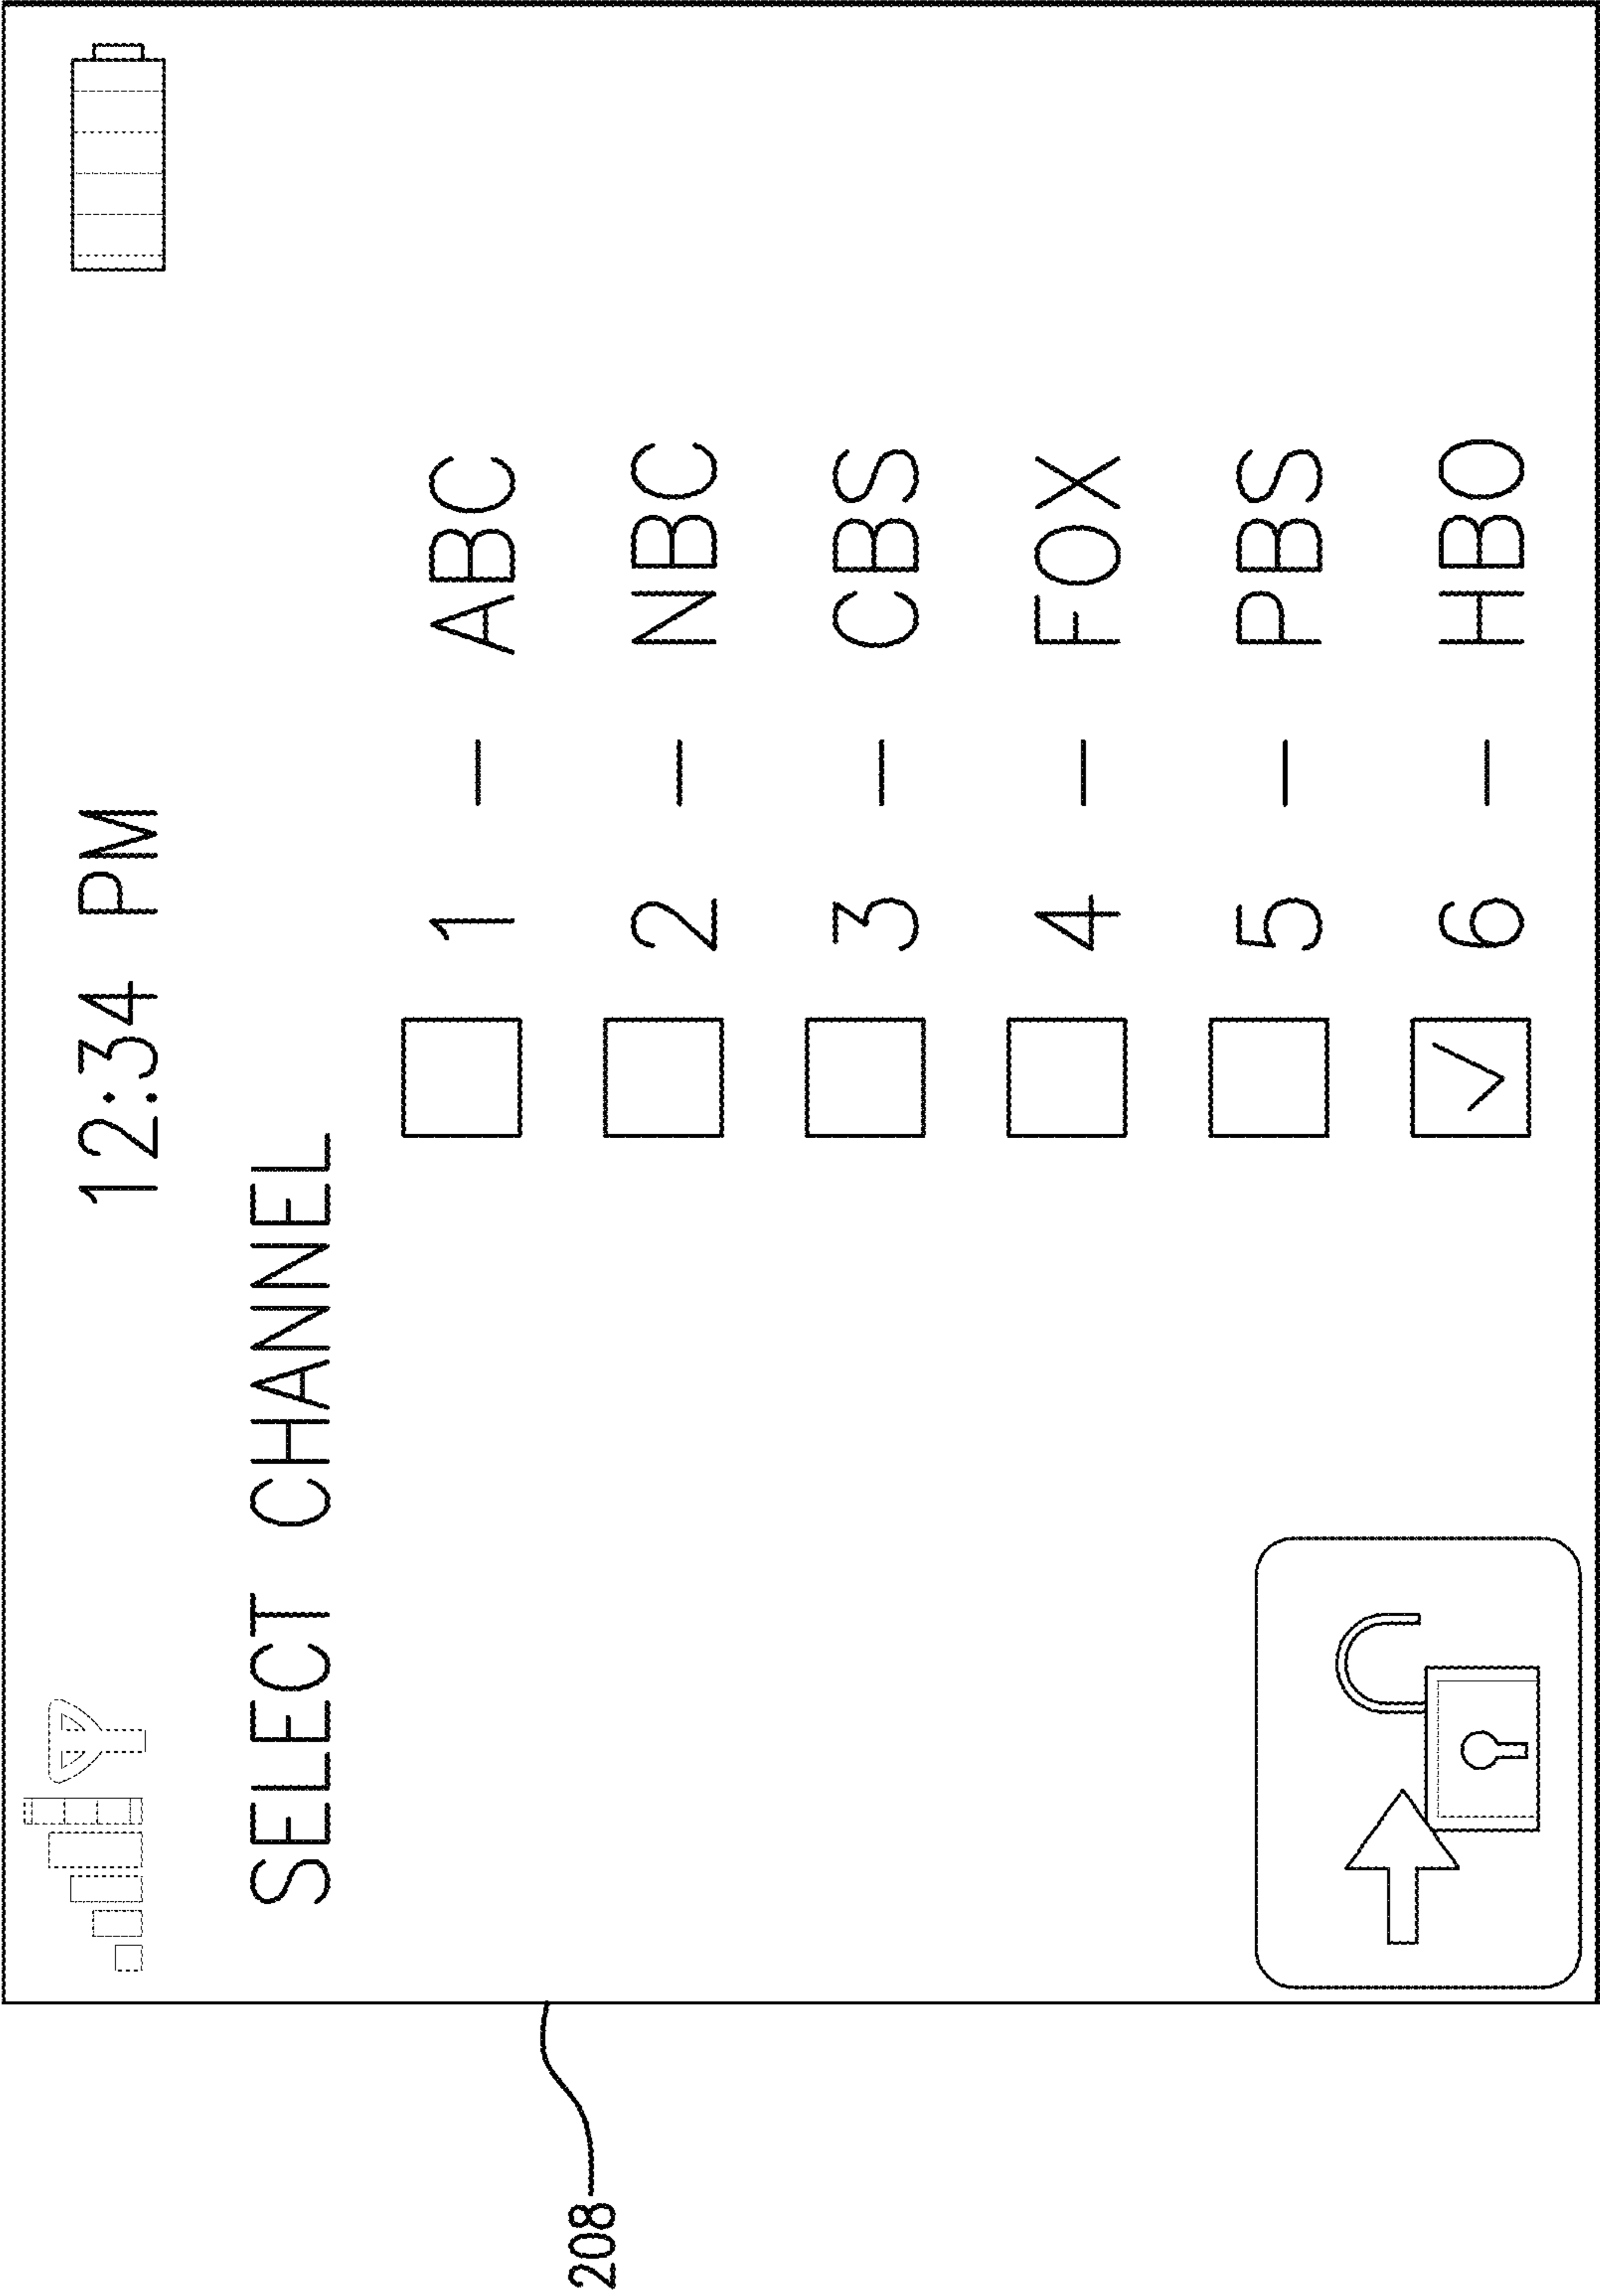 12:34 PM
SELECT CHANNEL
1 – ABC
2 – NBC
3 – CBS
4 – FOX
5 – PBS
6 – HBO
208